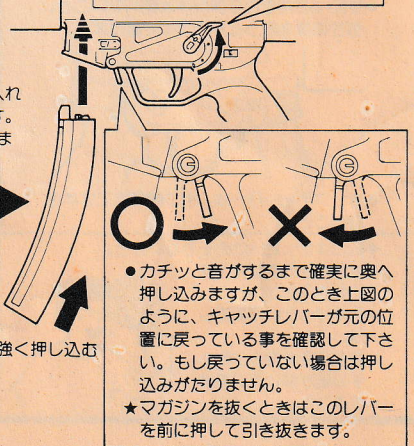 入れ
す。
ま
強く押し込む
●カチッと音がするまで確実に奥へ
押し込みますが、このとき上図の
ように、キャッチレバーが元の位
置に戻っている事を確認して下さ
い。もし戻っていない場合は押し
込みがたりません。
★マガジンを抜くときはこのレバー
を前に押して引き抜きます。